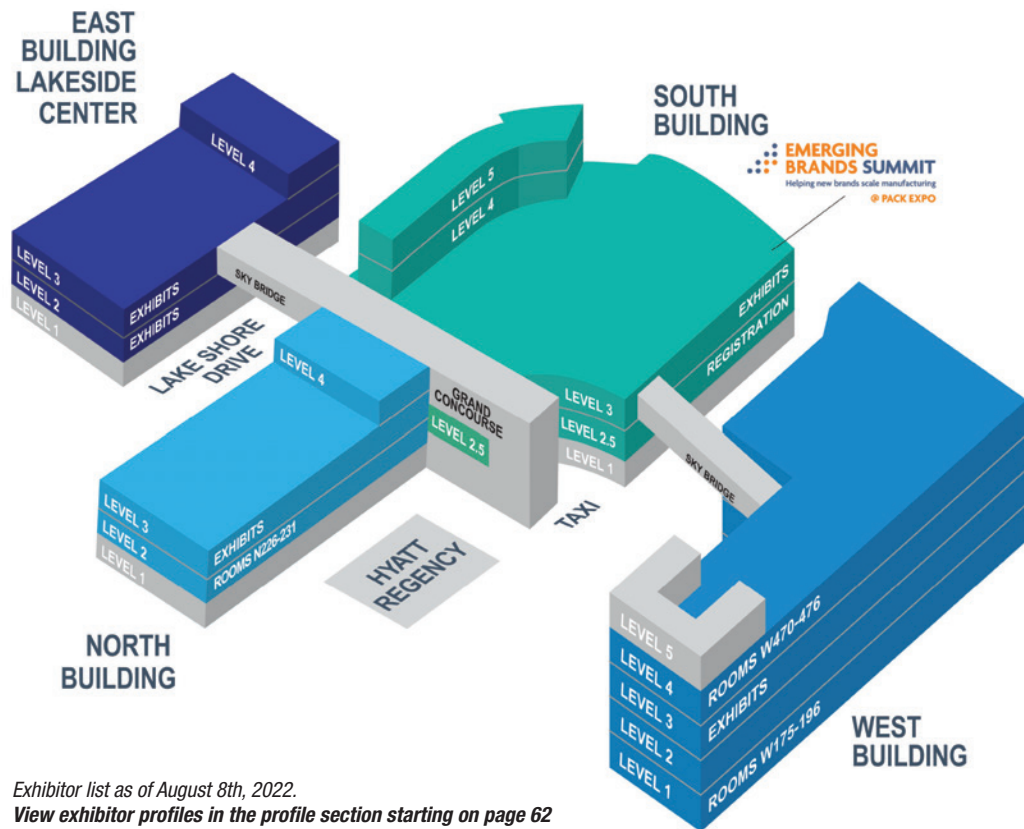 EAST
BUILDING
LAKESIDE
CENTER
LEVEL 4
LEVEL 3
LEVEL 2
LEVEL 1
EXHIBITS
EXHIBITS
SKY BRIDGE
LAKE SHORE
DRIVE
LEVEL 5
LEVEL 4
SOUTH
BUILDING
EMERGING
BRANDS SUMMIT
Helping new brands scale manufacturing
@ PACK EXPO
EXHIBITS
REGISTRATION
LEVEL 3
LEVEL 2.5
LEVEL 1
GRAND
CONCOURSE
LEVEL 2.5
TAXI
SKY BRIDGE
LEVEL 4
LEVEL 3
LEVEL 2
LEVEL 1
EXHIBITS
ROOMS N226-231
NORTH
BUILDING
HYATT
REGENCY
LEVEL 5
LEVEL 4
LEVEL 3
LEVEL 2
LEVEL 1
ROOMS W470-476
EXHIBITS
ROOMS W175-196
WEST
BUILDING
Exhibitor list as of August 8th, 2022.
View exhibitor profiles in the profile section starting on page 62